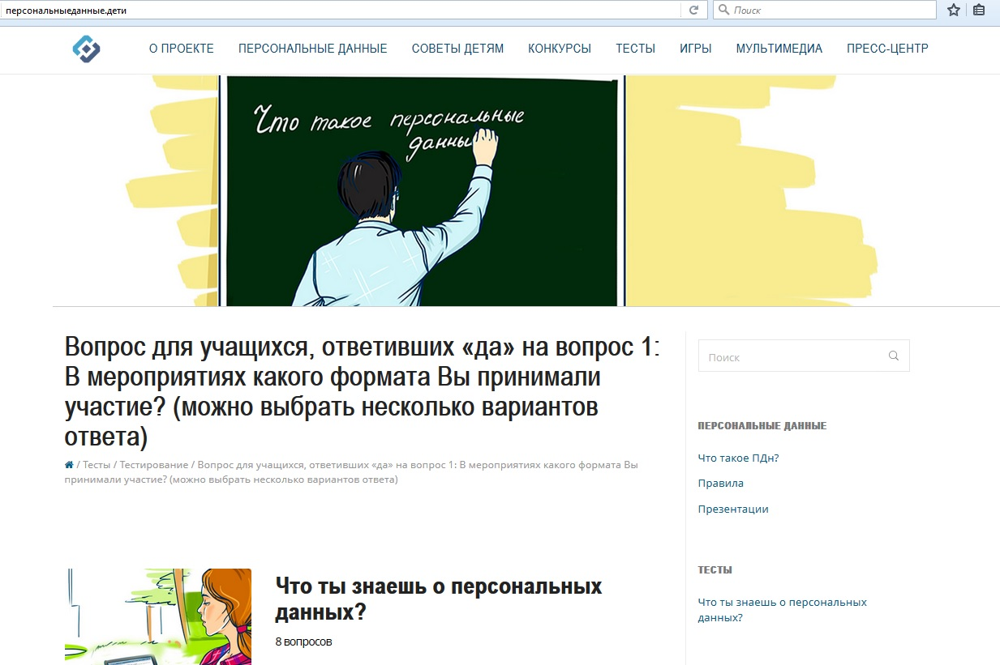 персональныеданные.дети
Поиск
О ПРОЕКТЕ ПЕРСОНАЛЬНЫЕ ДАННЫЕ СОВЕТЫ ДЕТЯМ КОНКУРСЫ ТЕСТЫ ИГРЫ МУЛЬТИМЕДИА ПРЕСС-ЦЕНТР
Что такое персональные
данны
Вопрос для учащихся, ответивших «да» на вопрос 1:
В мероприятиях какого формата Вы принимали
участие? (можно выбрать несколько вариантов
ответа)
/ Тесты / Тестирование / Вопрос для учащихся, ответивших «да» на вопрос 1: В мероприятиях какого формата Вы
принимали участие? (можно выбрать несколько вариантов ответа)
Что ты знаешь о персональных
данных?
8 вопросов
Поиск
ПЕРСОНАЛЬНЫЕ ДАННЫЕ
Что такое ПДн?
Правила
Презентации
ТЕСТЫ
Что ты знаешь о персональных
данных?